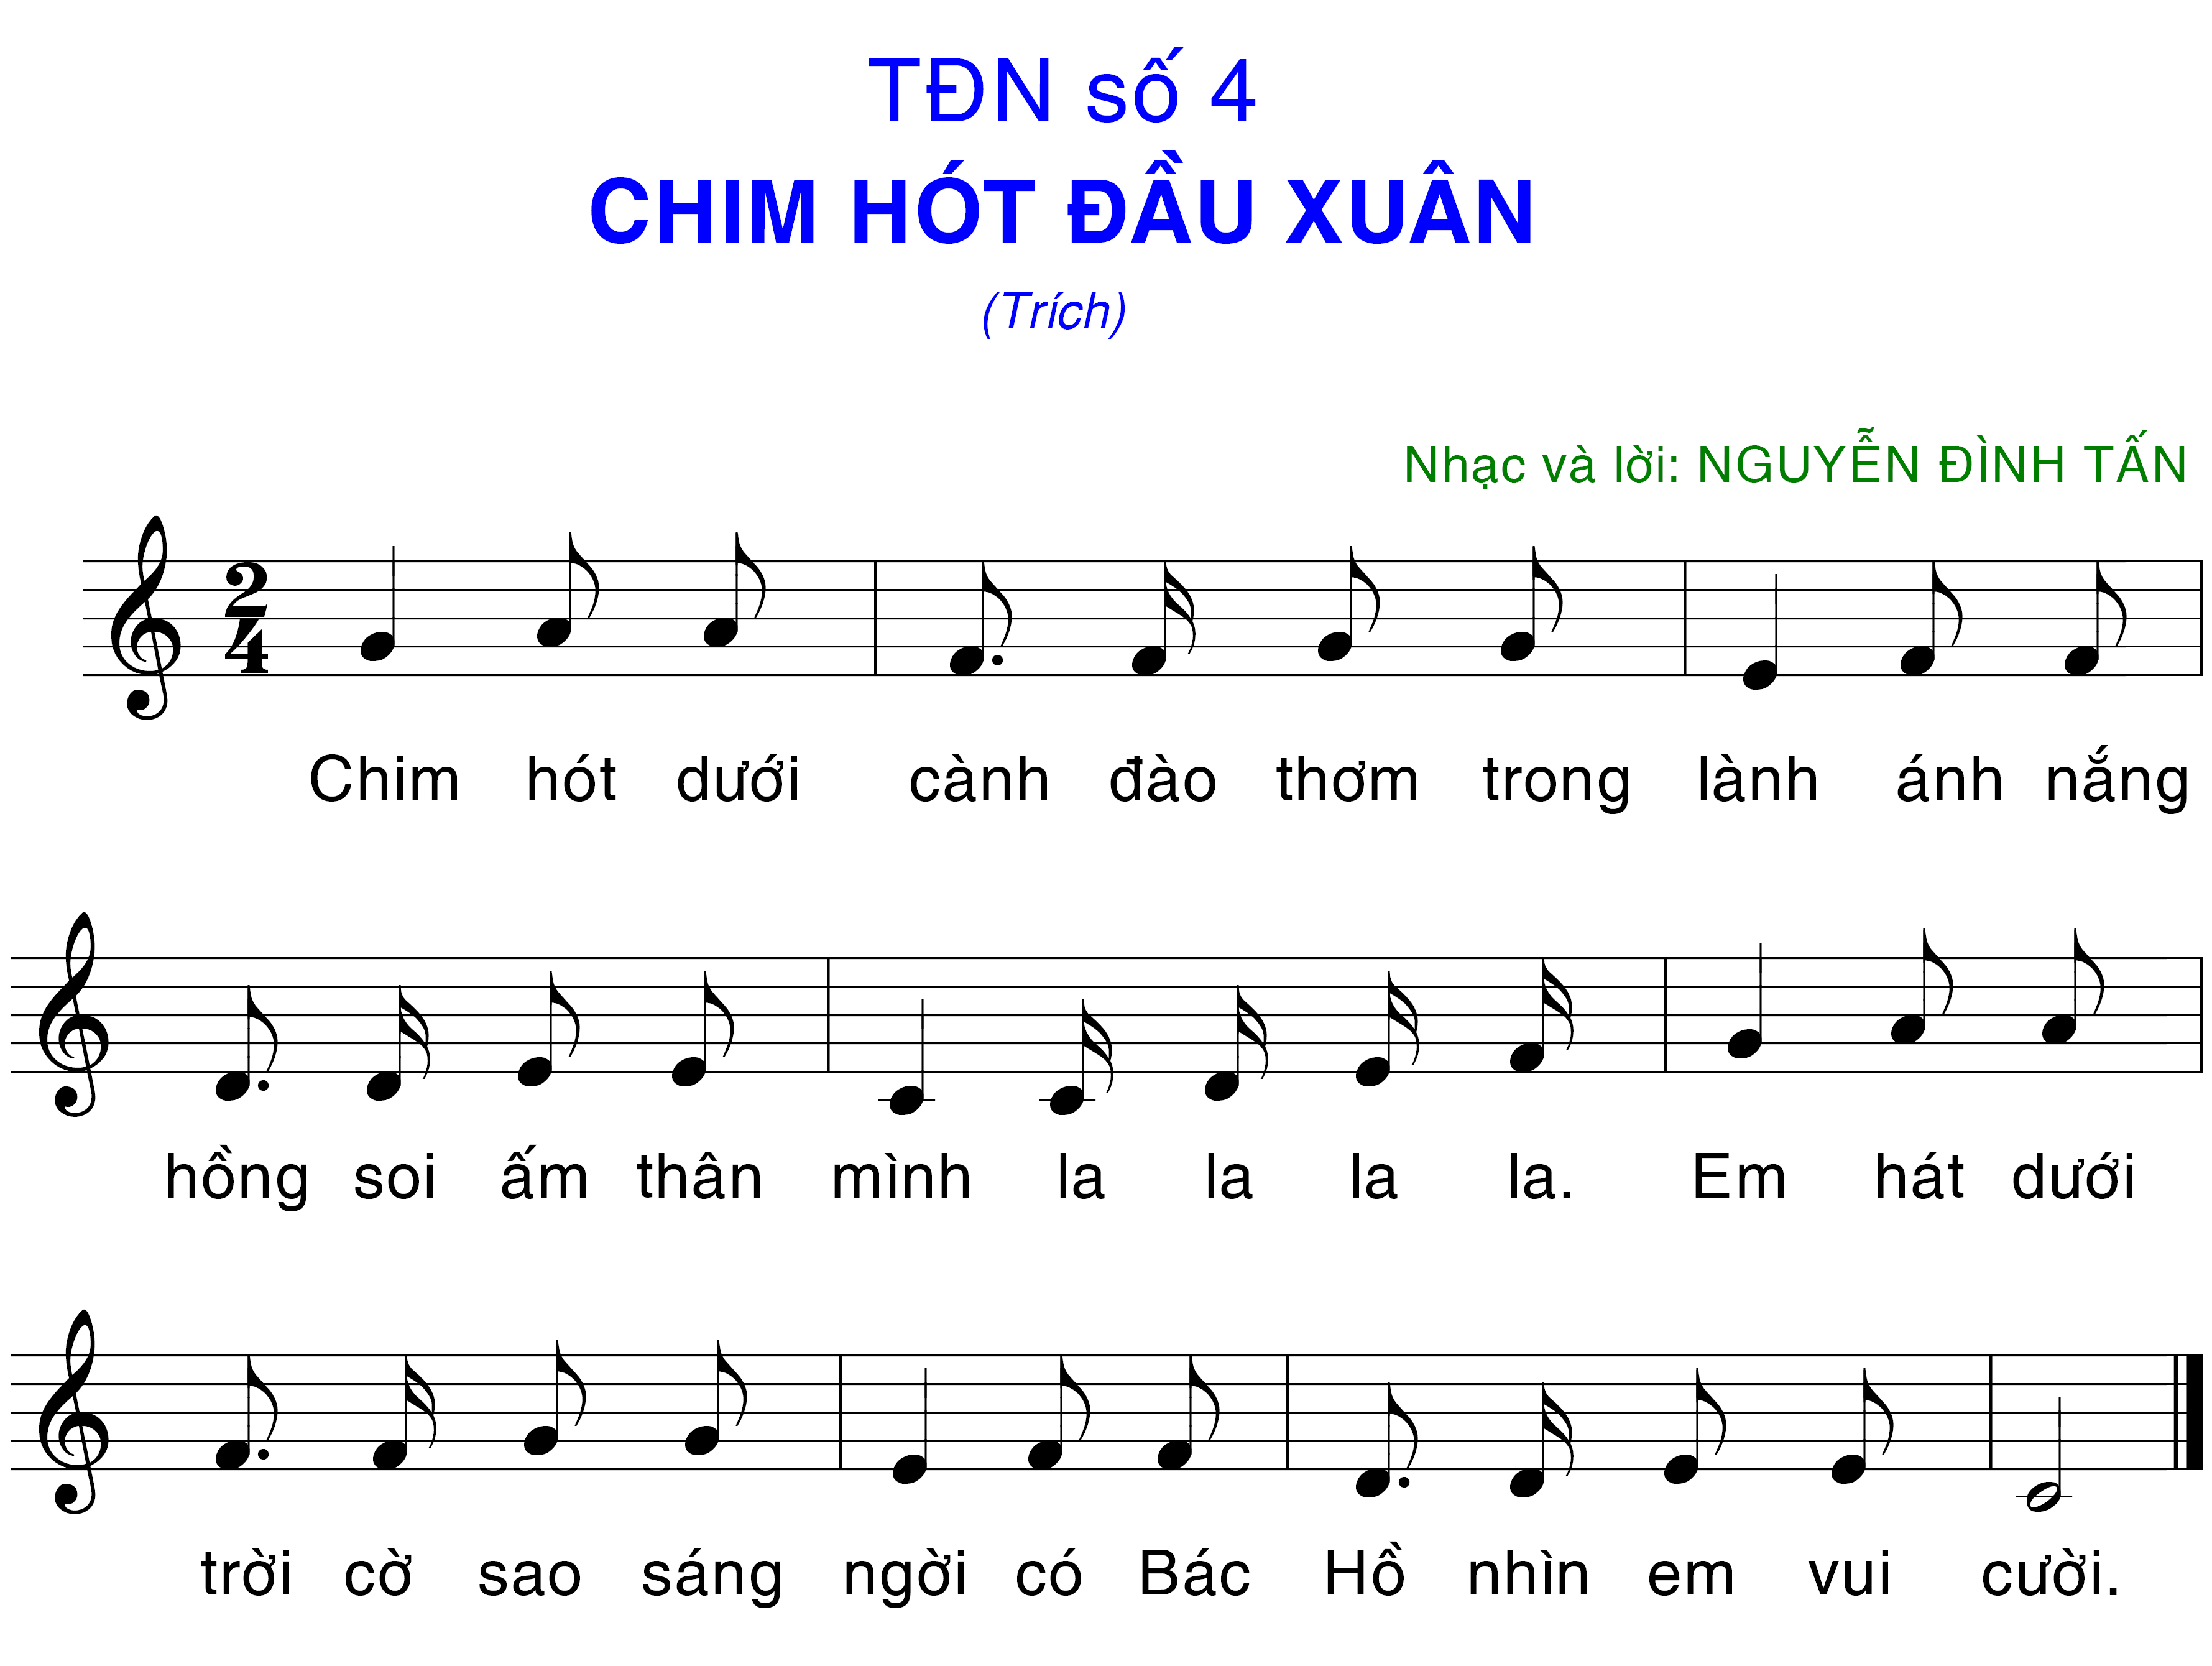 TĐN số 4
CHIM HÓT ĐẦU XUÂN
(Trích)
Nhạc và lời: NGUYỄN ĐÌNH TẤN
2
4
Chim hót dưới cành đào thơm trong lành ánh nắng
hồng soi ấm thân mình la la la la. Em hát dưới
trời cờ sao sáng ngời có Bác Hồ nhìn em vui cười.